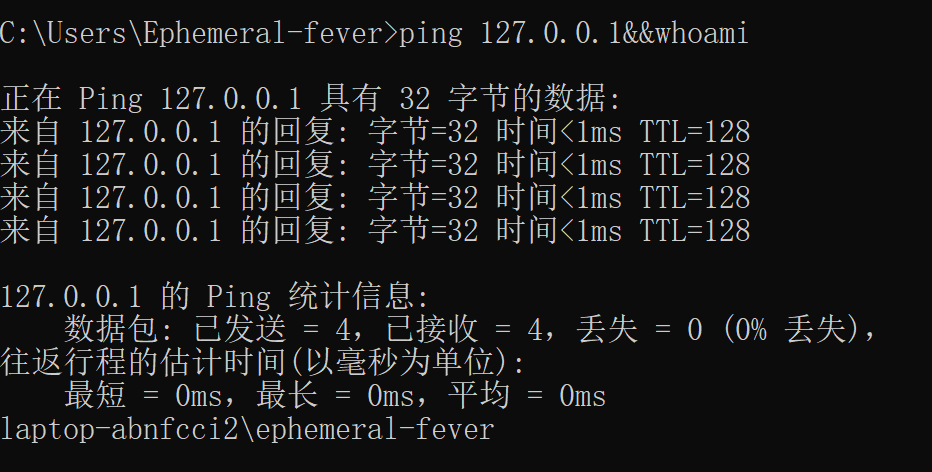 C:\Users\Ephemeral-fever>ping 127.0.0.1&&whoami
正在 Ping 127.0.0.1 具有 32 字节的数据:
来自 127.0.0.1 的回复: 字节=32 时间<1ms TTL=128
来自 127.0.0.1 的回复: 字节=32 时间<1ms TTL=128
来自 127.0.0.1 的回复: 字节=32 时间<1ms TTL=128
来自 127.0.0.1 的回复: 字节=32 时间<1ms TTL=128
127.0.0.1 的 Ping 统计信息:
数据包: 已发送 = 4，已接收 = 4，丢失 = 0 (0% 丢失)，
往返行程的估计时间(以毫秒为单位):
最短 = 0ms，最长 = 0ms，平均 = 0ms
laptop-abnfcci2\ephemeral-fever